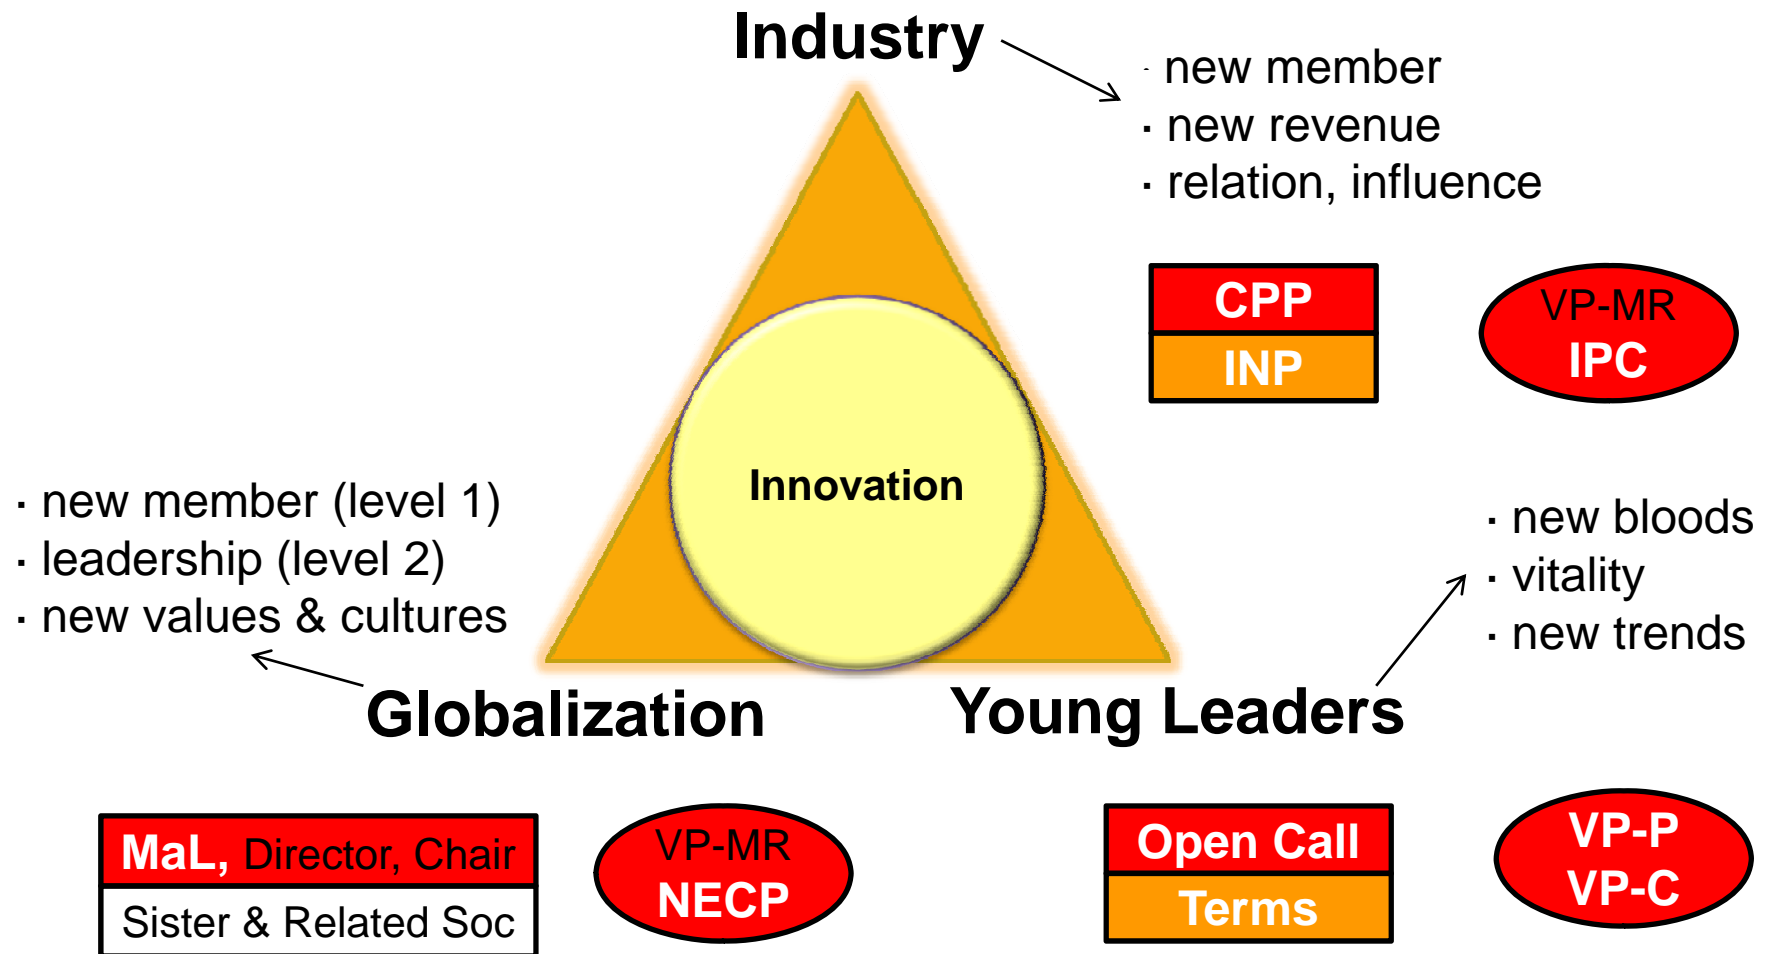 Industry
· new member
· new revenue
· relation, influence
CPP
INP
VP-MR
IPC
Innovation
· new member (level 1)
· leadership (level 2)
· new values & cultures
· new bloods
· vitality
· new trends
Globalization
Young Leaders
MaL, Director, Chair
Sister & Related Soc
VP-MR
NECP
Open Call
Terms
VP-P
VP-C